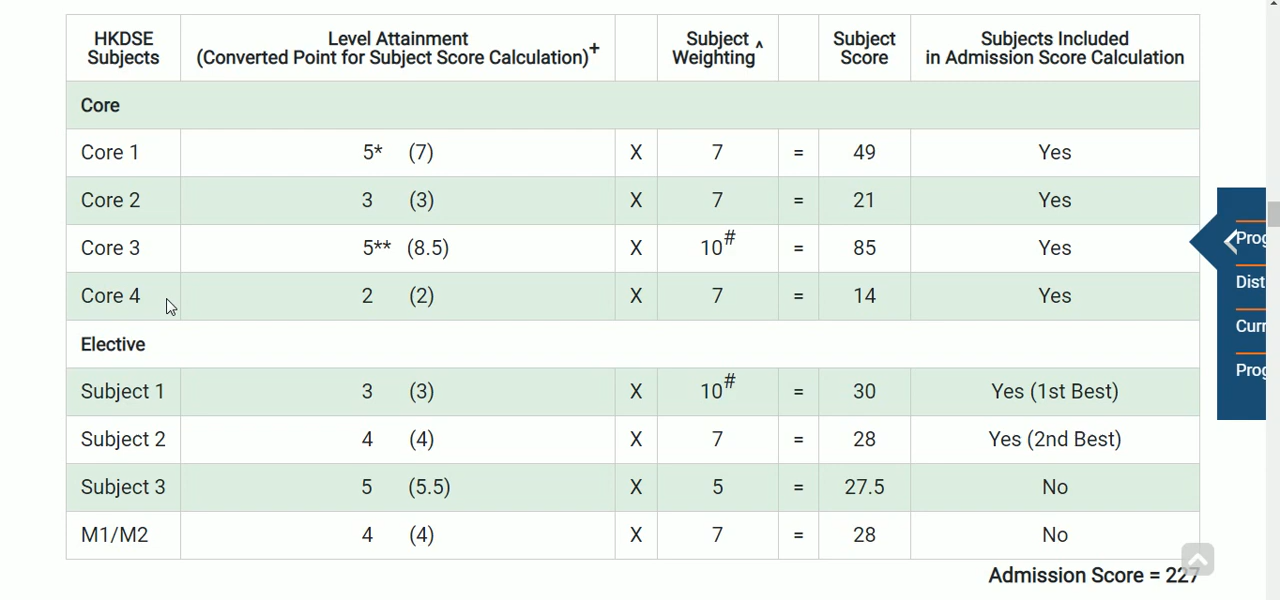 HKDSE Subjects
Level Attainment (Converted Point for Subject Score Calculation)+
Subject Weighting ^
Subject Score
Subjects Included in Admission Score Calculation
Core
Core 1 5* (7) X 7 = 49 Yes
Core 2 3 (3) X 7 = 21 Yes
Core 3 5** (8.5) X 10# = 85 Yes
Core 4 2 (2) X 7 = 14 Yes
Elective
Subject 1 3 (3) X 10# = 30 Yes (1st Best)
Subject 2 4 (4) X 7 = 28 Yes (2nd Best)
Subject 3 5 (5.5) X 5 = 27.5 No
M1/M2 4 (4) X 7 = 28 No
Admission Score = 227
Prog
Dist
Curr
Prog